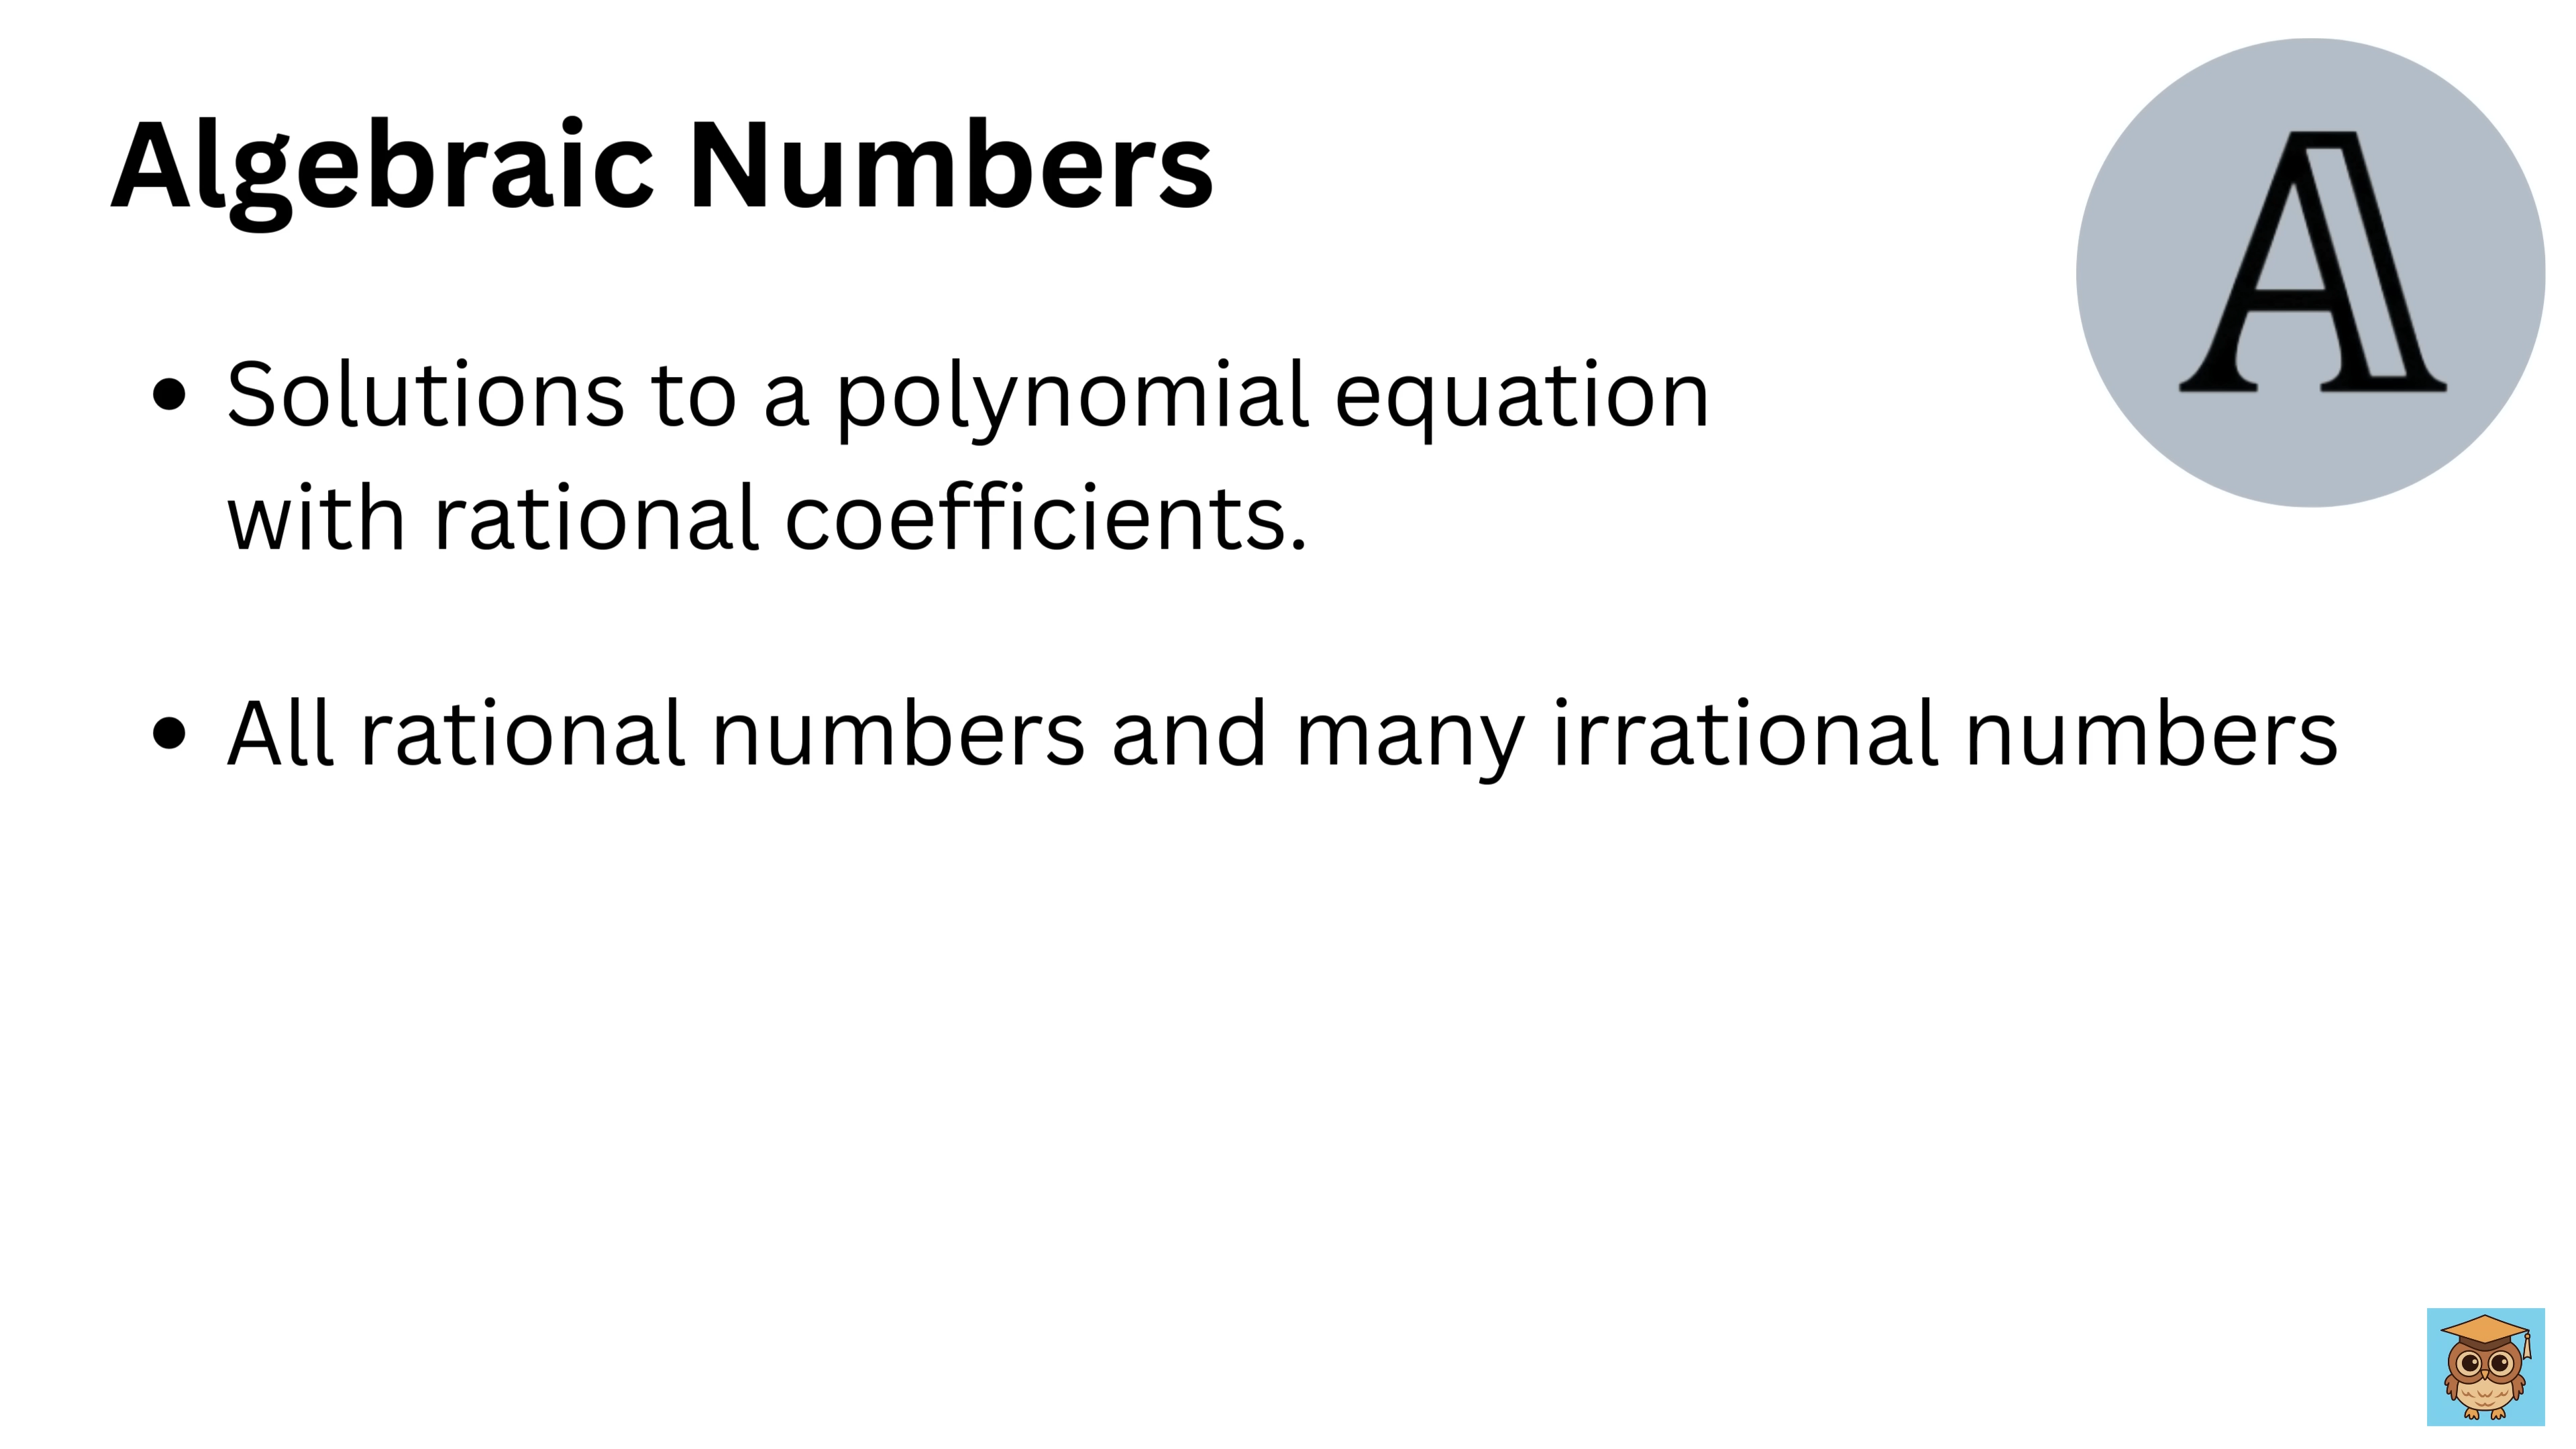 Algebraic Numbers
𝔸
• Solutions to a polynomial equation
with rational coefficients.
• All rational numbers and many irrational numbers